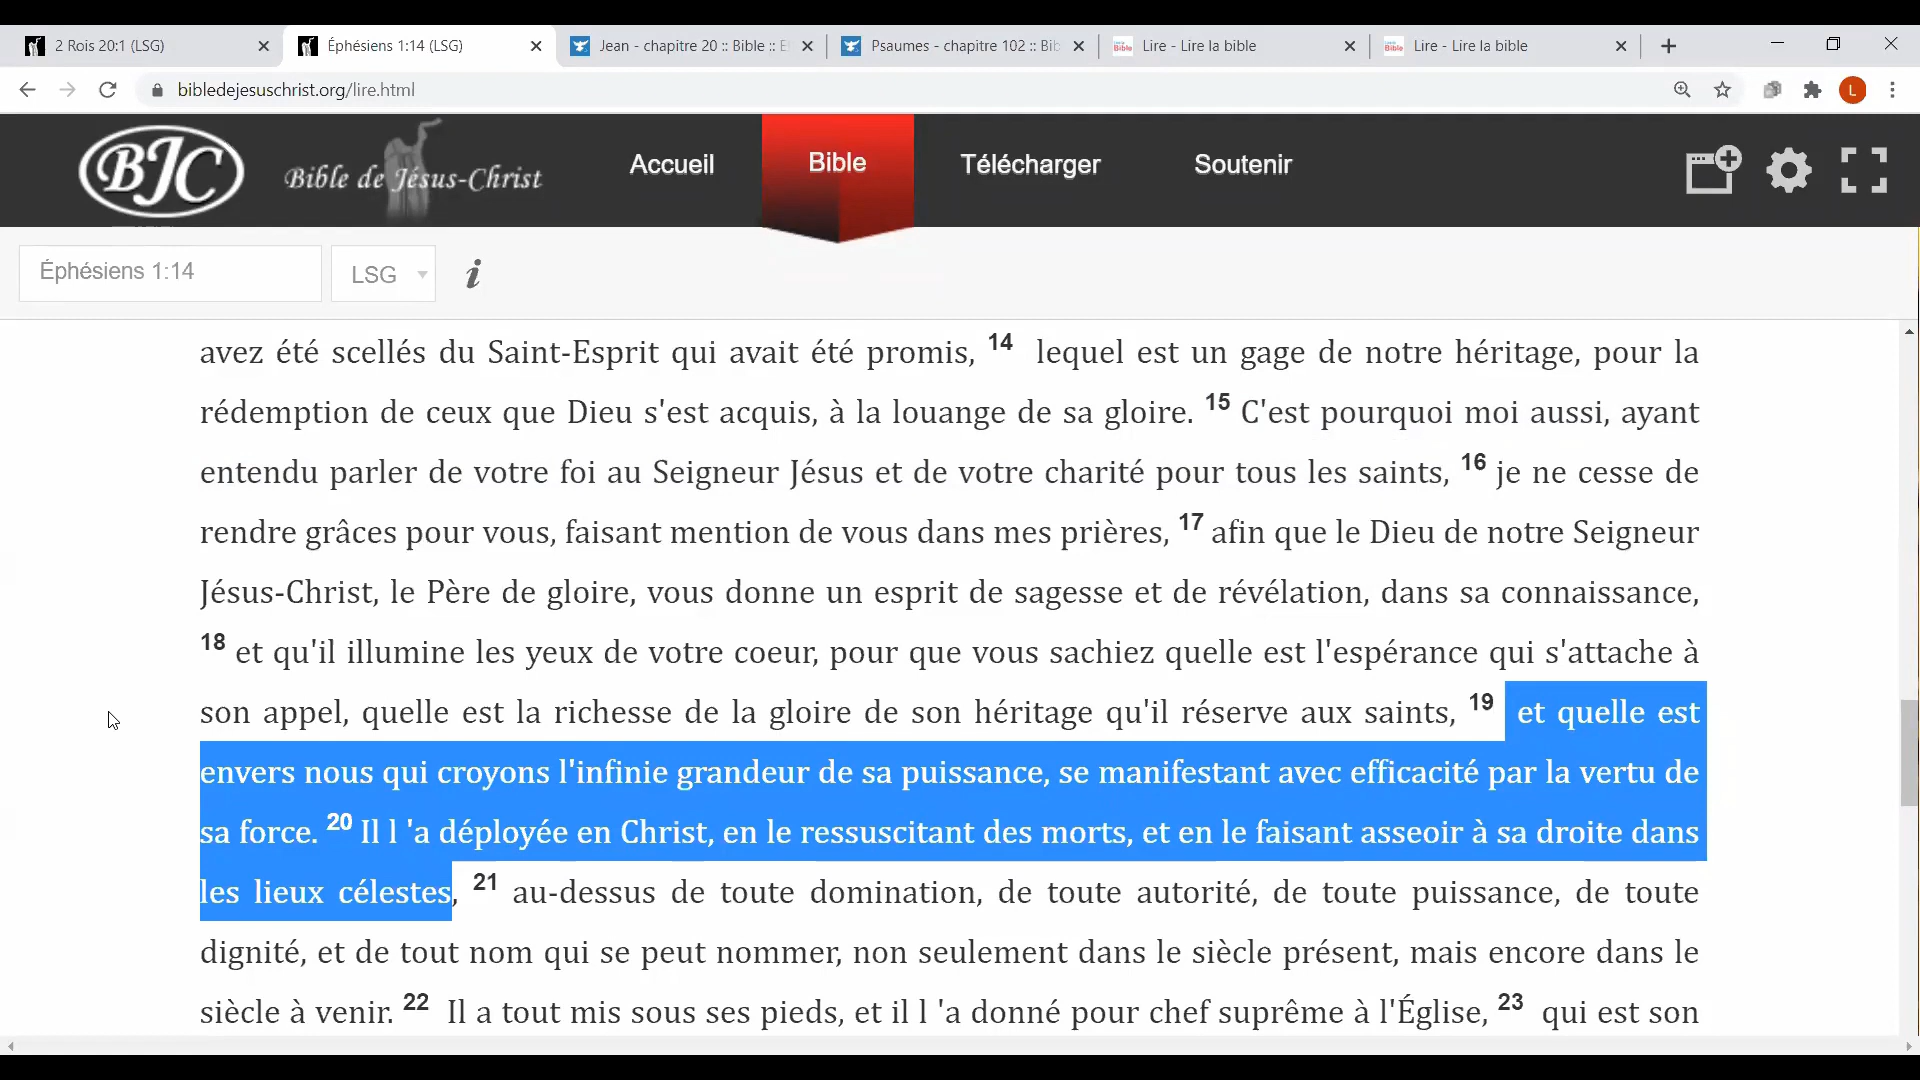 2 Rois 20:1 (LSG)
Éphésiens 1:14 (LSG)
Jean - chapitre 20 :: Bible ::
Psaumes - chapitre 102 :: Bib
Bible
Lire - Lire la bible
Bible
Lire - Lire la bible
bibledejesuschrist.org/lire.html
L
BJC
Bible de Jésus-Christ
Accueil
Bible
Télécharger
Soutenir
Éphésiens 1:14
LSG
i
avez été scellés du Saint-Esprit qui avait été promis, 14 lequel est un gage de notre héritage, pour la
rédemption de ceux que Dieu s'est acquis, à la louange de sa gloire. 15 C'est pourquoi moi aussi, ayant
entendu parler de votre foi au Seigneur Jésus et de votre charité pour tous les saints, 16 je ne cesse de
rendre grâces pour vous, faisant mention de vous dans mes prières, 17 afin que le Dieu de notre Seigneur
Jésus-Christ, le Père de gloire, vous donne un esprit de sagesse et de révélation, dans sa connaissance,
18 et qu'il illumine les yeux de votre coeur, pour que vous sachiez quelle est l'espérance qui s'attache à
son appel, quelle est la richesse de la gloire de son héritage qu'il réserve aux saints, 19 et quelle est
envers nous qui croyons l'infinie grandeur de sa puissance, se manifestant avec efficacité par la vertu de
sa force. 20 Il l 'a déployée en Christ, en le ressuscitant des morts, et en le faisant asseoir à sa droite dans
les lieux célestes, 21 au-dessus de toute domination, de toute autorité, de toute puissance, de toute
dignité, et de tout nom qui se peut nommer, non seulement dans le siècle présent, mais encore dans le
siècle à venir. 22 Il a tout mis sous ses pieds, et il l 'a donné pour chef suprême à l'Église, 23 qui est son